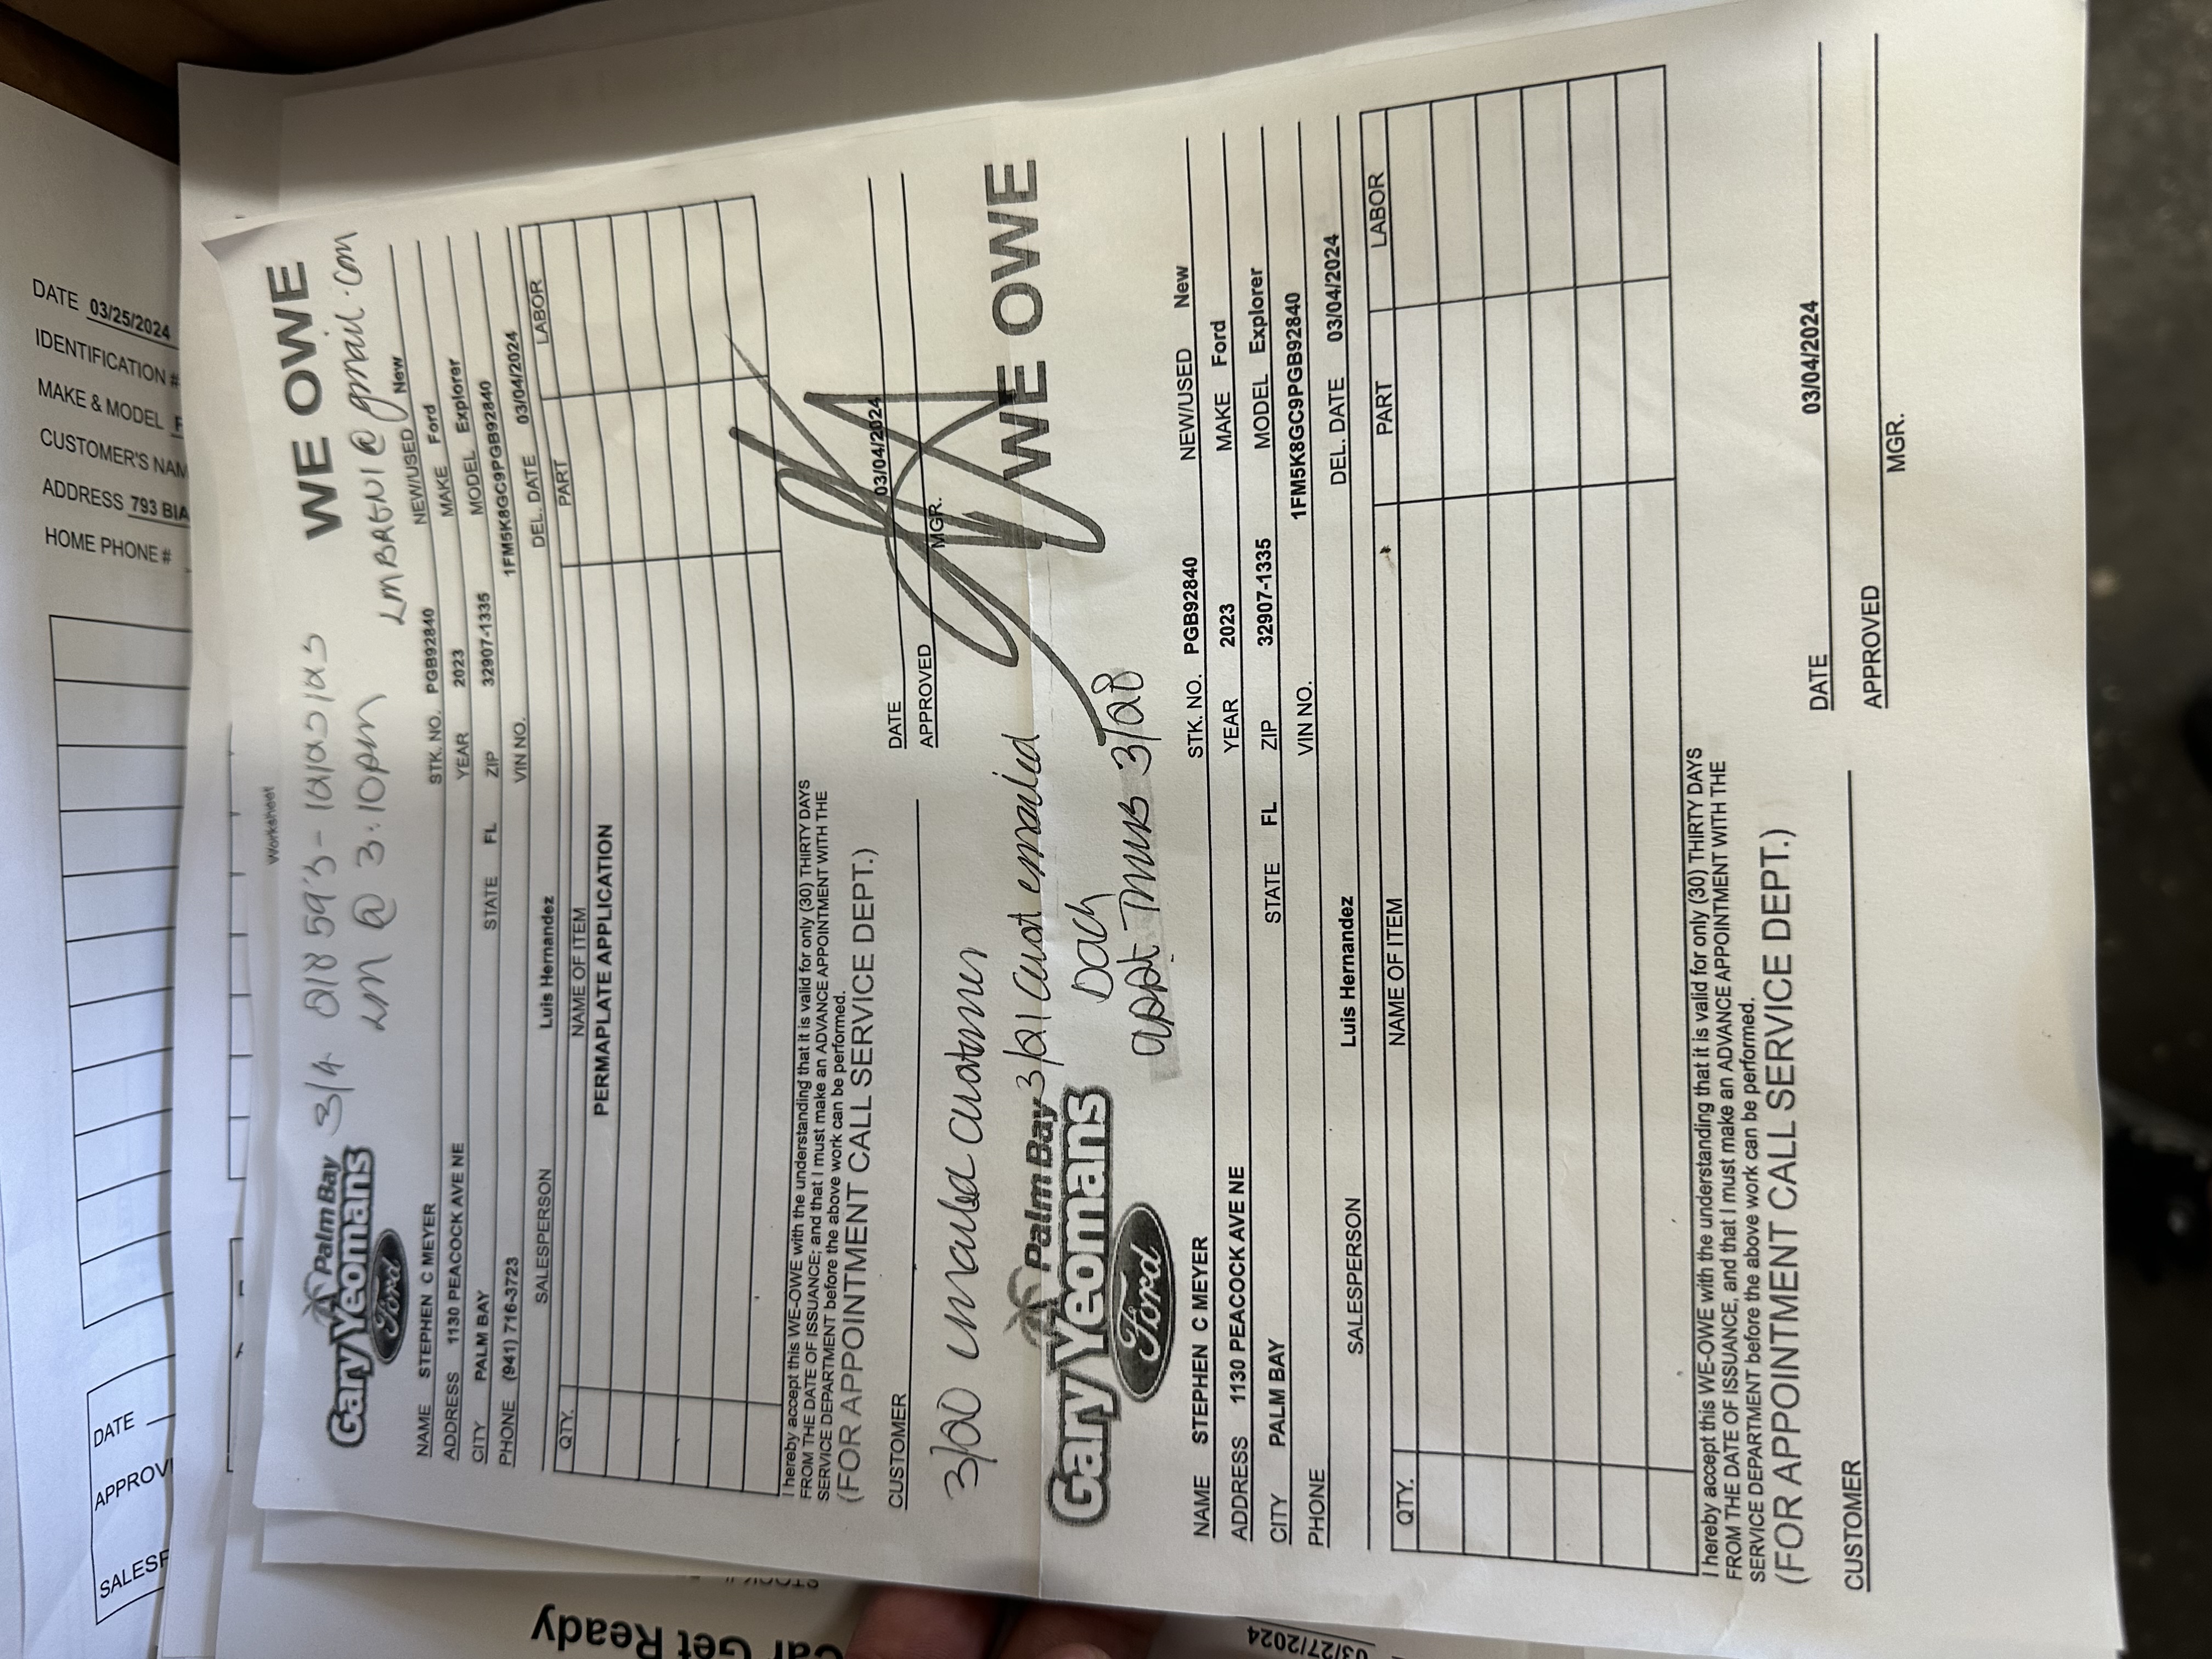 DATE 03/25/2024
IDENTIFICATION #
MAKE & MODEL
CUSTOMER'S NAM
ADDRESS 793 BIA
HOME PHONE #
DATE
APPROV
SALESP
Worksheet
Palm Bay
Gary Yeomans
Ford
WE OWE
3/4
LM @ 3:10pm
LMBAGNI@gmail.com
NAME STEPHEN C MEYER STK. NO. PGB92840 NEW/USED New
ADDRESS 1130 PEACOCK AVE NE YEAR 2023 MAKE Ford
CITY PALM BAY STATE FL ZIP 32907-1335 MODEL Explorer
PHONE (941) 716-3723 VIN NO. 1FM5K8GC9PGB92840
SALESPERSON Luis Hernandez DEL. DATE 03/04/2024
QTY. NAME OF ITEM PART LABOR
PERMAPLATE APPLICATION
I hereby accept this WE-OWE with the understanding that it is valid for only (30) THIRTY DAYS
FROM THE DATE OF ISSUANCE; and that I must make an ADVANCE APPOINTMENT WITH THE
SERVICE DEPARTMENT before the above work can be performed.
(FOR APPOINTMENT CALL SERVICE DEPT.)
DATE 03/04/2024
CUSTOMER APPROVED
MGR.
3/20 emailed customer
3/21 cust emailed
back
appt Thurs 3/28
Palm Bay
Gary Yeomans
Ford
WE OWE
NAME STEPHEN C MEYER STK. NO. PGB92840 NEW/USED New
ADDRESS 1130 PEACOCK AVE NE YEAR 2023 MAKE Ford
CITY PALM BAY STATE FL ZIP 32907-1335 MODEL Explorer
PHONE VIN NO. 1FM5K8GC9PGB92840
SALESPERSON Luis Hernandez DEL. DATE 03/04/2024
QTY. NAME OF ITEM PART LABOR
I hereby accept this WE-OWE with the understanding that it is valid for only (30) THIRTY DAYS
FROM THE DATE OF ISSUANCE, and that I must make an ADVANCE APPOINTMENT WITH THE
SERVICE DEPARTMENT before the above work can be performed.
(FOR APPOINTMENT CALL SERVICE DEPT.)
DATE 03/04/2024
CUSTOMER APPROVED
MGR.
ar Get Ready
03/27/2024